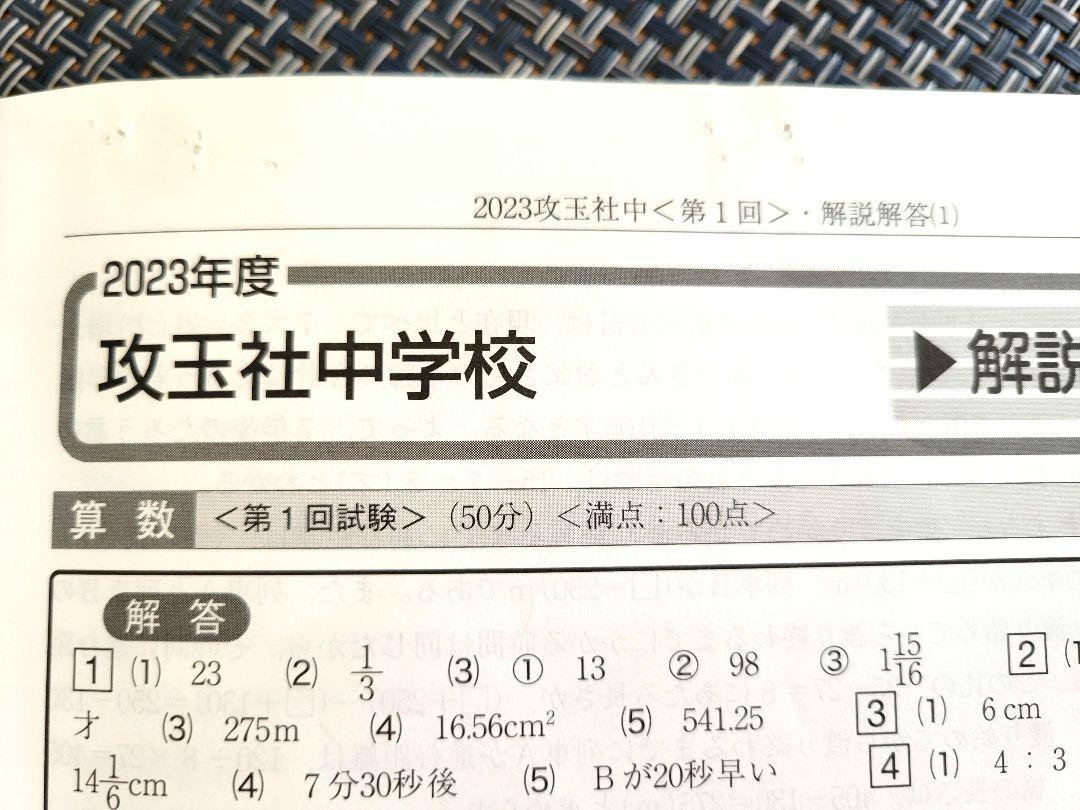 2023攻玉社中＜第1回＞・解説解答(1)
2023年度
攻玉社中学校
▶解説
算数 ＜第1回試験＞（50分）＜満点：100点＞
解答
1 (1) 23 (2) 1/3 (3) ① 13 ② 98 ③ 1 15/16 2 (1
才 (3) 275m (4) 16.56cm² (5) 541.25 3 (1) 6cm
14 1/6cm (4) 7分30秒後 (5) Bが20秒早い 4 (1) 4：3